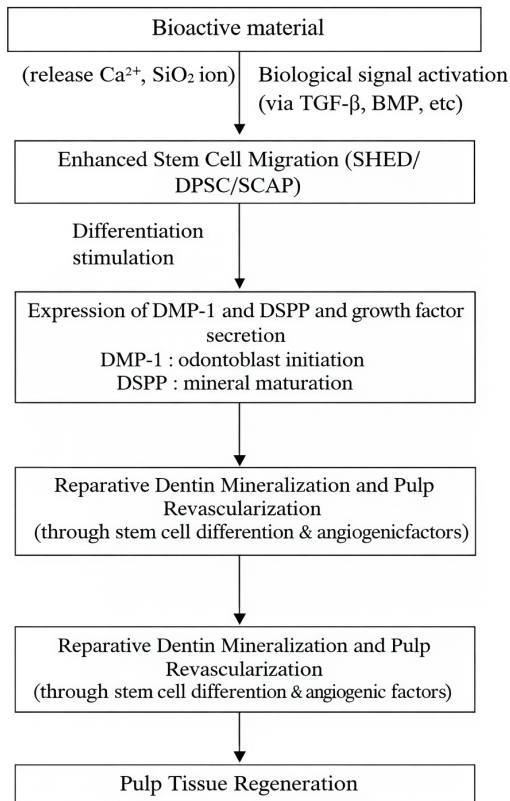 Bioactive material
(release Ca²⁺, SiO₂ ion)
Biological signal activation
(via TGF-β, BMP, etc)
Enhanced Stem Cell Migration (SHED/
DPSC/SCAP)
Differentiation
stimulation
Expression of DMP-1 and DSPP and growth factor
secretion
DMP-1 : odontoblast initiation
DSPP : mineral maturation
Reparative Dentin Mineralization and Pulp
Revascularization
(through stem cell differention & angiogenicfactors)
Reparative Dentin Mineralization and Pulp
Revascularization
(through stem cell differention & angiogenic factors)
Pulp Tissue Regeneration